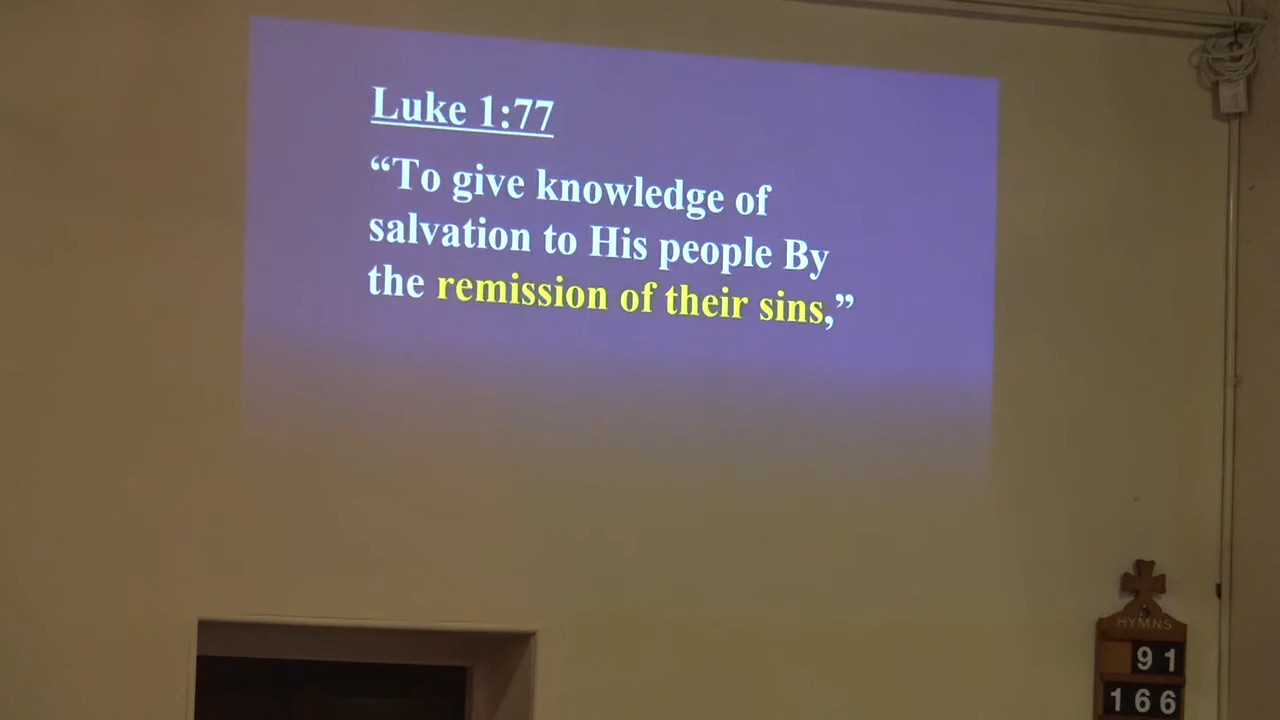 Luke 1:77
“To give knowledge of
salvation to His people By
the remission of their sins,”
HYMNS
91
166